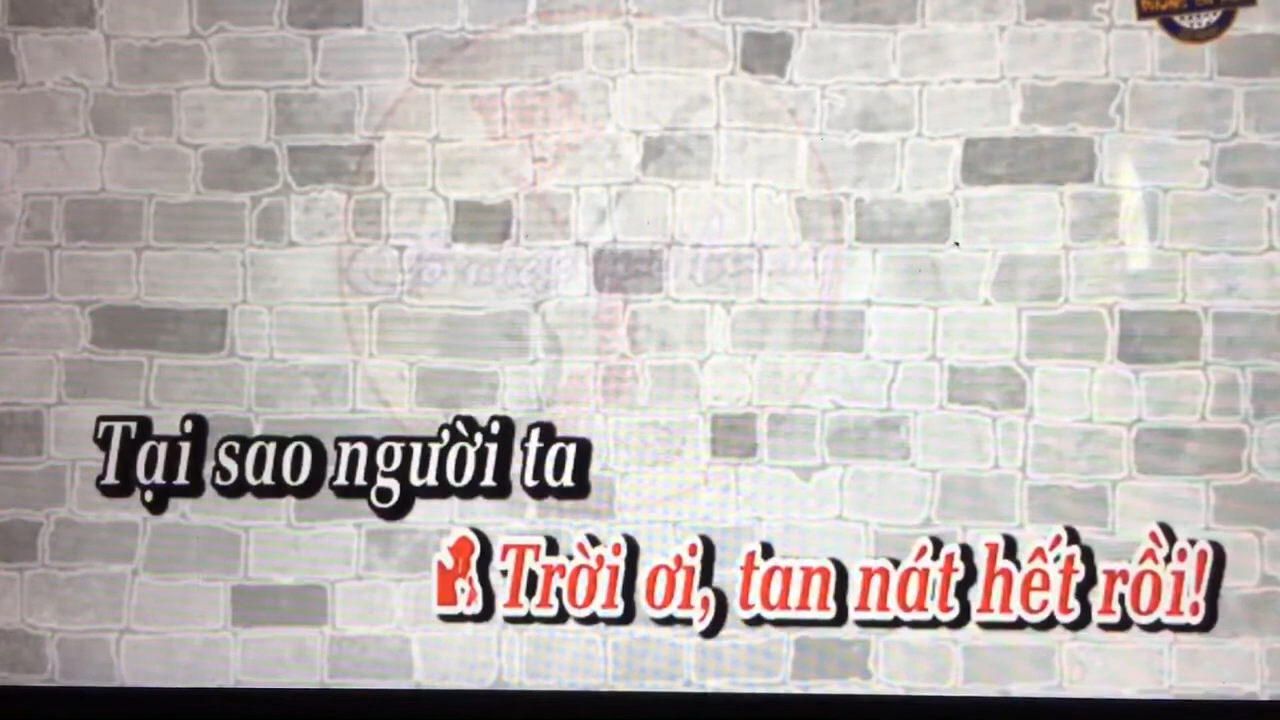 Tại sao người ta
Trời ơi, tan nát hết rồi!